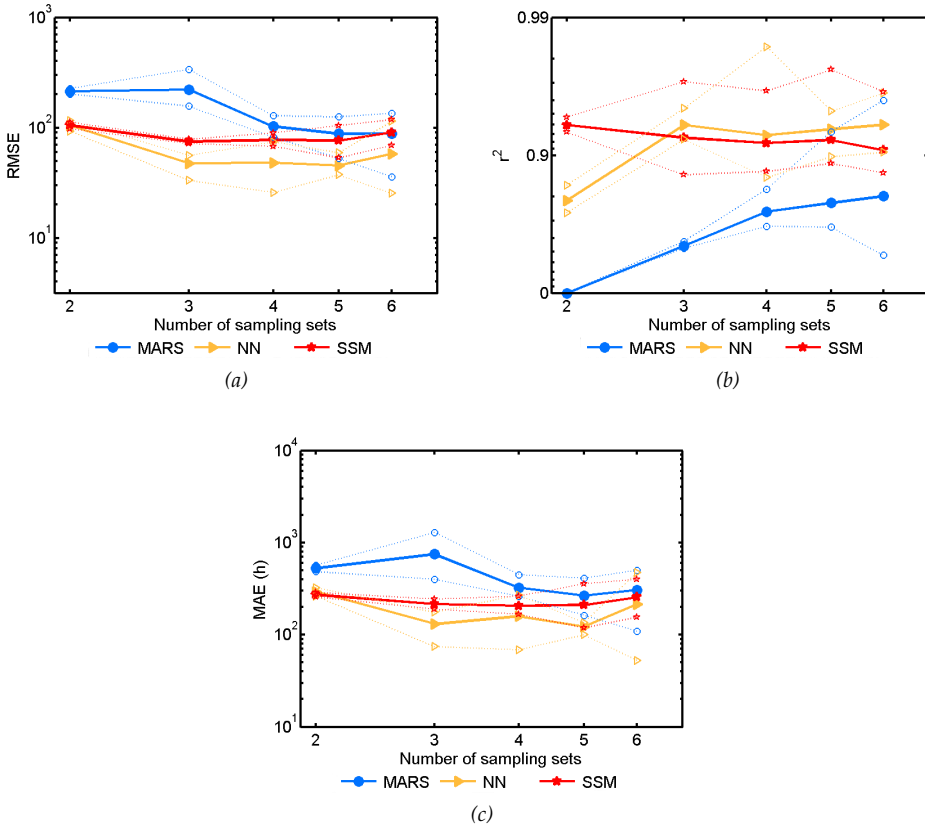 10³
10²
10¹
RMSE
2 3 4 5 6
Number of sampling sets
MARS NN SSM
(a)
0.99
0.9
0
r²
2 3 4 5 6
Number of sampling sets
MARS NN SSM
(b)
10⁴
10³
10²
10¹
MAE (h)
2 3 4 5 6
Number of sampling sets
MARS NN SSM
(c)